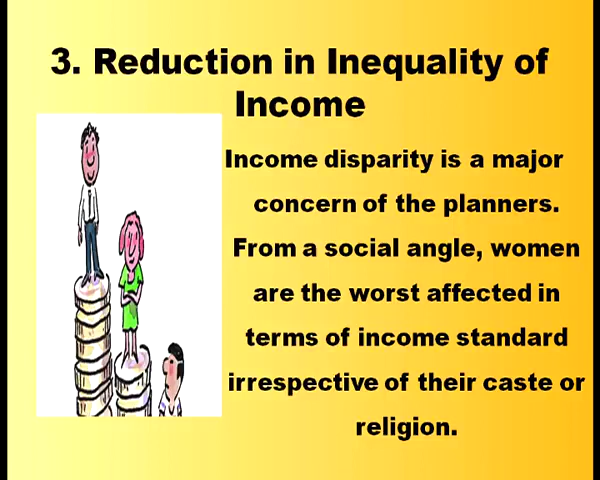 3. Reduction in Inequality of
Income
Income disparity is a major
concern of the planners.
From a social angle, women
are the worst affected in
terms of income standard
irrespective of their caste or
religion.